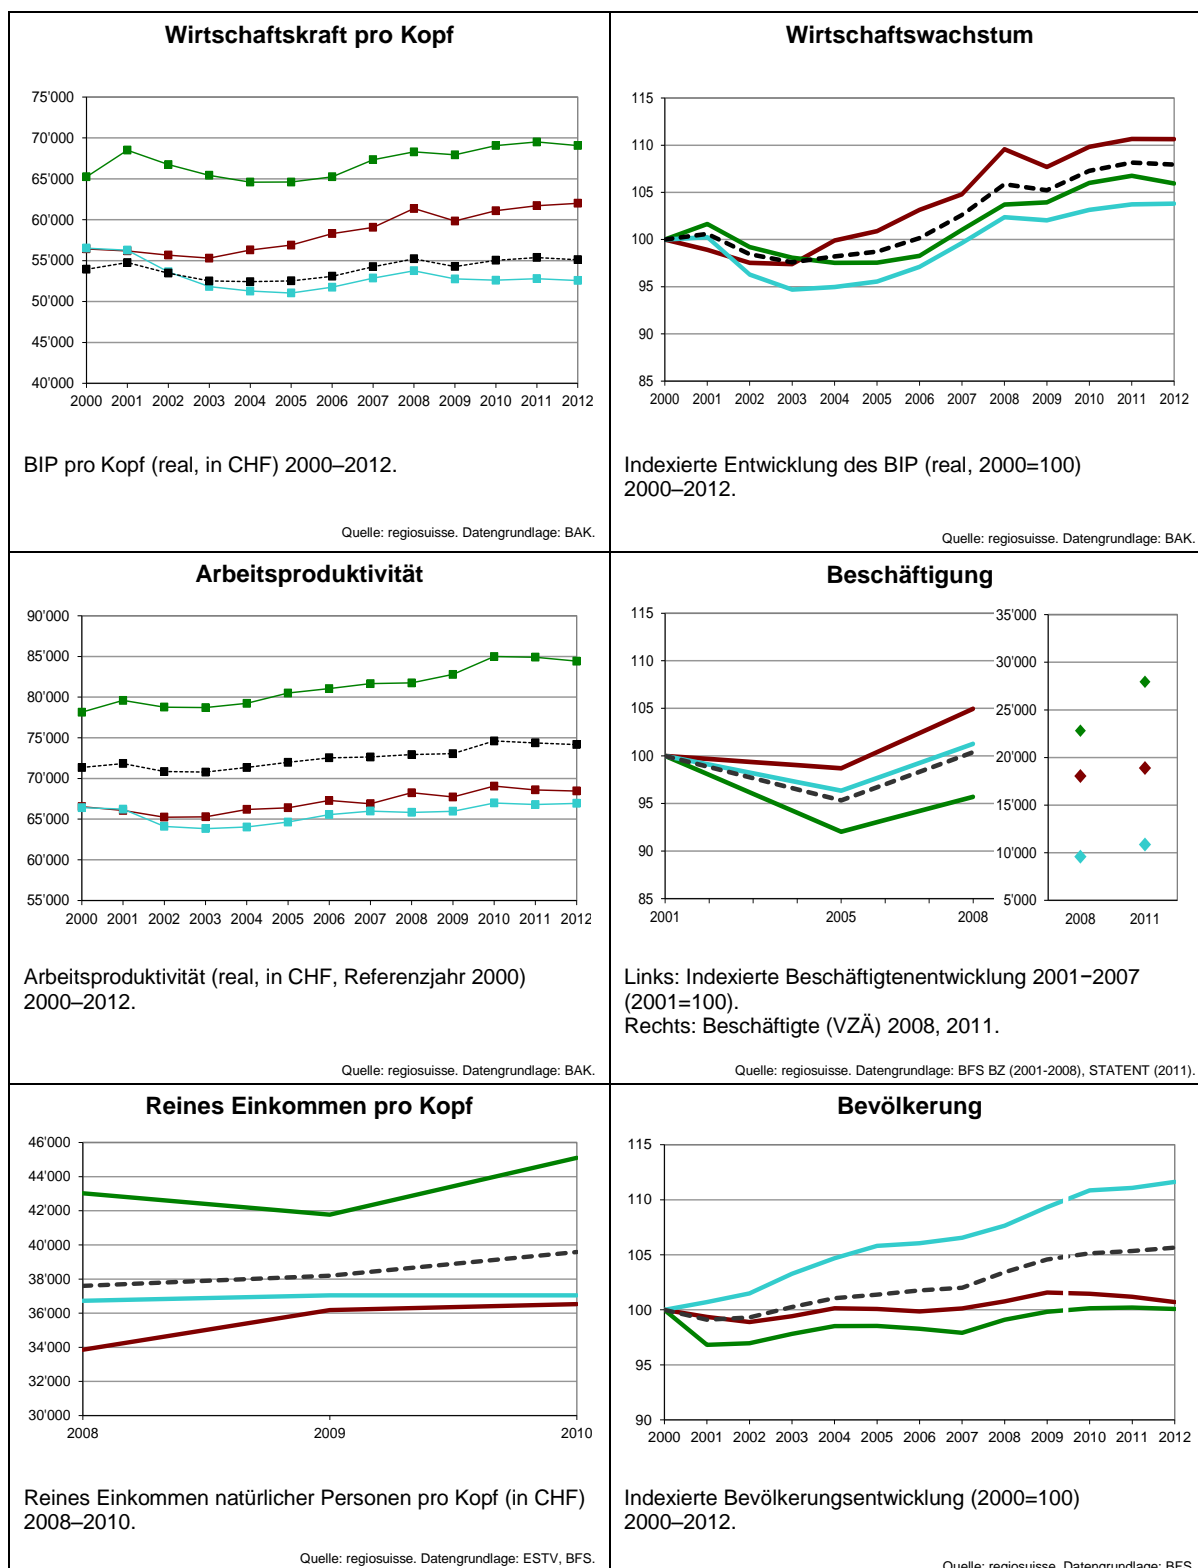 Wirtschaftskraft pro Kopf
75'000
70'000
65'000
60'000
55'000
50'000
45'000
40'000
2000 2001 2002 2003 2004 2005 2006 2007 2008 2009 2010 2011 2012
BIP pro Kopf (real, in CHF) 2000–2012.
Quelle: regiosuisse. Datengrundlage: BAK.
Wirtschaftswachstum
115
110
105
100
95
90
85
2000 2001 2002 2003 2004 2005 2006 2007 2008 2009 2010 2011 2012
Indexierte Entwicklung des BIP (real, 2000=100)
2000–2012.
Quelle: regiosuisse. Datengrundlage: BAK.
Arbeitsproduktivität
90'000
85'000
80'000
75'000
70'000
65'000
60'000
55'000
2000 2001 2002 2003 2004 2005 2006 2007 2008 2009 2010 2011 2012
Arbeitsproduktivität (real, in CHF, Referenzjahr 2000)
2000–2012.
Quelle: regiosuisse. Datengrundlage: BAK.
Beschäftigung
115
110
105
100
95
90
85
2001 2005 2008
35'000
30'000
25'000
20'000
15'000
10'000
5'000
2008 2011
Links: Indexierte Beschäftigtenentwicklung 2001−2007
(2001=100).
Rechts: Beschäftigte (VZÄ) 2008, 2011.
Quelle: regiosuisse. Datengrundlage: BFS BZ (2001-2008), STATENT (2011).
Reines Einkommen pro Kopf
46'000
44'000
42'000
40'000
38'000
36'000
34'000
32'000
30'000
2008 2009 2010
Reines Einkommen natürlicher Personen pro Kopf (in CHF)
2008–2010.
Quelle: regiosuisse. Datengrundlage: ESTV, BFS.
Bevölkerung
115
110
105
100
95
90
2000 2001 2002 2003 2004 2005 2006 2007 2008 2009 2010 2011 2012
Indexierte Bevölkerungsentwicklung (2000=100)
2000–2012.
Quelle: regiosuisse. Datengrundlage: BFS.